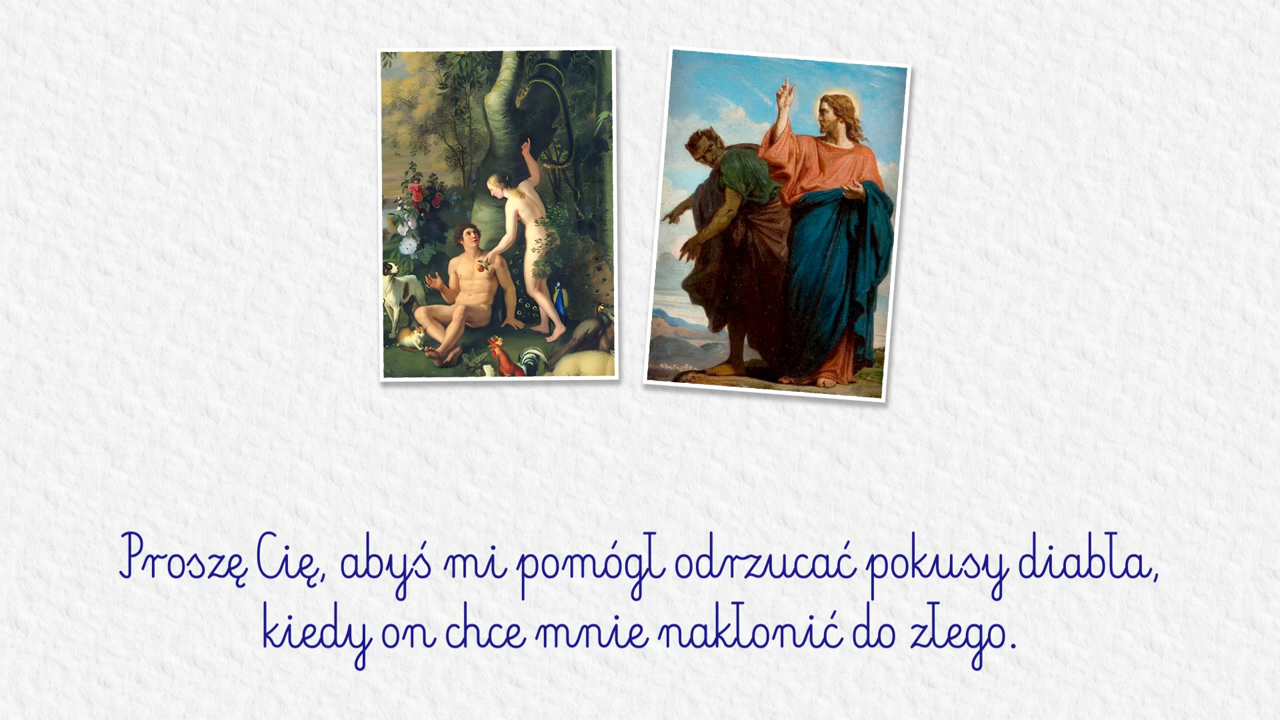 Proszę Cię, abyś mi pomógł odrzucać pokusy diabła,
kiedy on chce mnie nakłonić do złego.